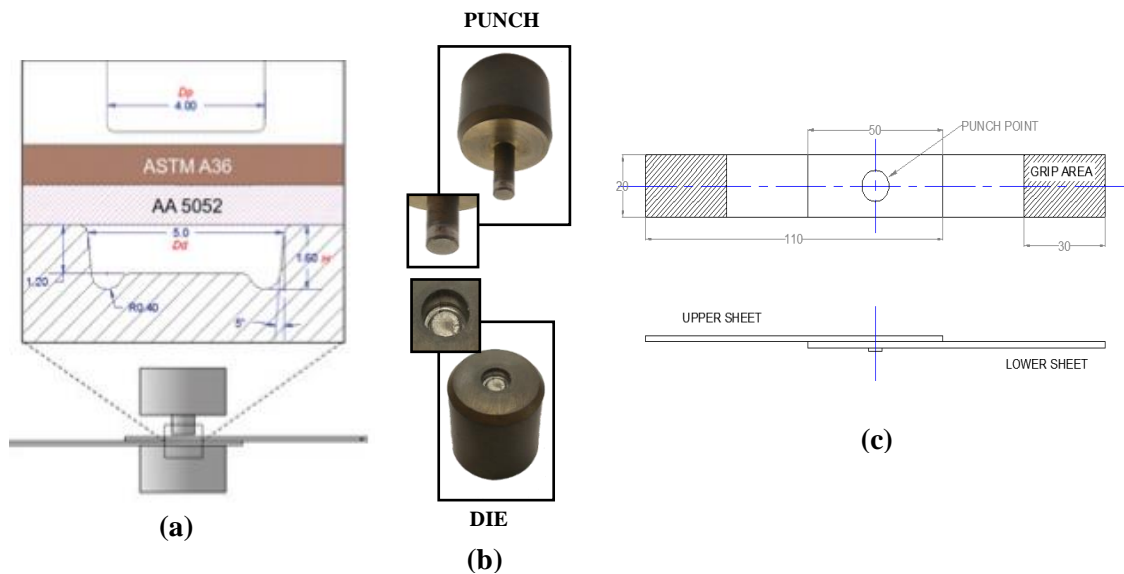 PUNCH
Dp
4.00
ASTM A36
AA 5052
5.0
Dd
1.20
1.60 H
R0.40
5°
(a)
DIE
(b)
50
PUNCH POINT
20
GRIP AREA
110
30
UPPER SHEET
LOWER SHEET
(c)